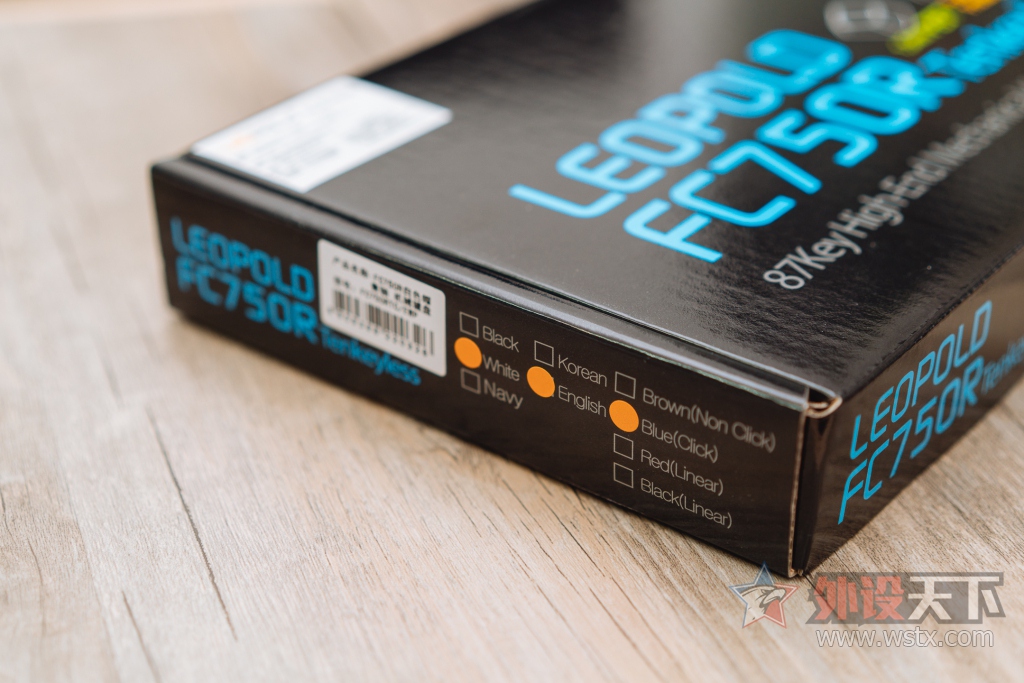 LEOPOLD
FC750R Tenkeyless
87Key High-End Mechanical
LEOPOLD
FC750R Tenkeyless
Black
White
Navy
Korean
English
Brown(Non Click)
Blue(Click)
Red(Linear)
Black(Linear)
LEOPOLD
FC750R
外设天下
www.wstx.com